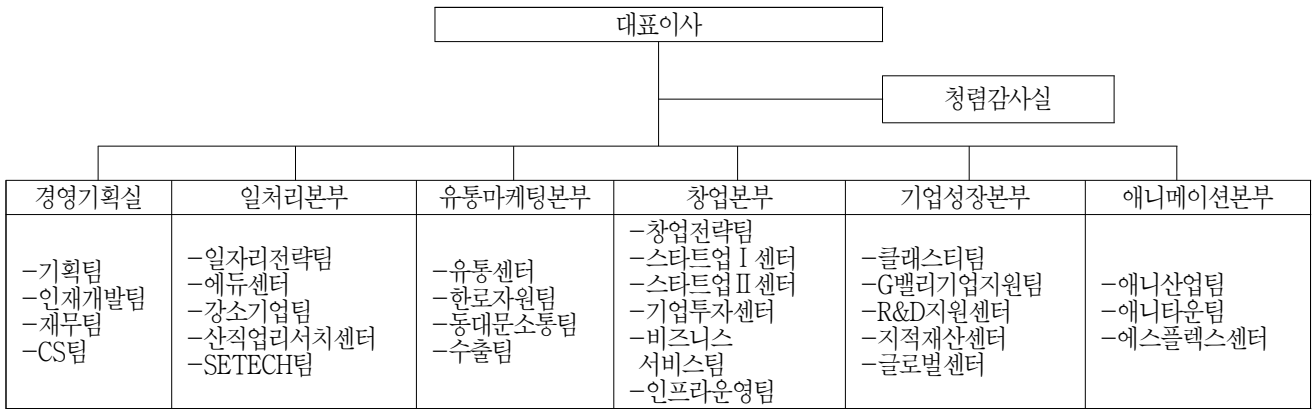 대표이사
청렴감사실
경영기획실
-기획팀
-인재개발팀
-재무팀
-CS팀
일처리본부
-일자리전략팀
-에듀센터
-강소기업팀
-산직업리서치센터
-SETECH팀
유통마케팅본부
-유통센터
-한로자원팀
-동대문소통팀
-수출팀
창업본부
-창업전략팀
-스타트업Ⅰ센터
-스타트업Ⅱ센터
-기업투자센터
-비즈니스
서비스팀
-인프라운영팀
기업성장본부
-클래스티팀
-G밸리기업지원팀
-R&D지원센터
-지적재산센터
-글로벌센터
애니메이션본부
-애니산업팀
-애니타운팀
-에스플렉스센터